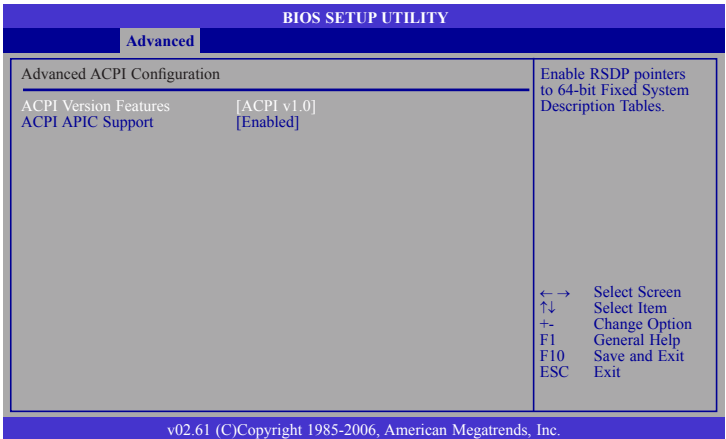 BIOS SETUP UTILITY
Advanced
Advanced ACPI Configuration
ACPI Version Features [ACPI v1.0]
ACPI APIC Support [Enabled]
Enable RSDP pointers
to 64-bit Fixed System
Description Tables.
←→ Select Screen
↑↓ Select Item
+- Change Option
F1 General Help
F10 Save and Exit
ESC Exit
v02.61 (C)Copyright 1985-2006, American Megatrends, Inc.